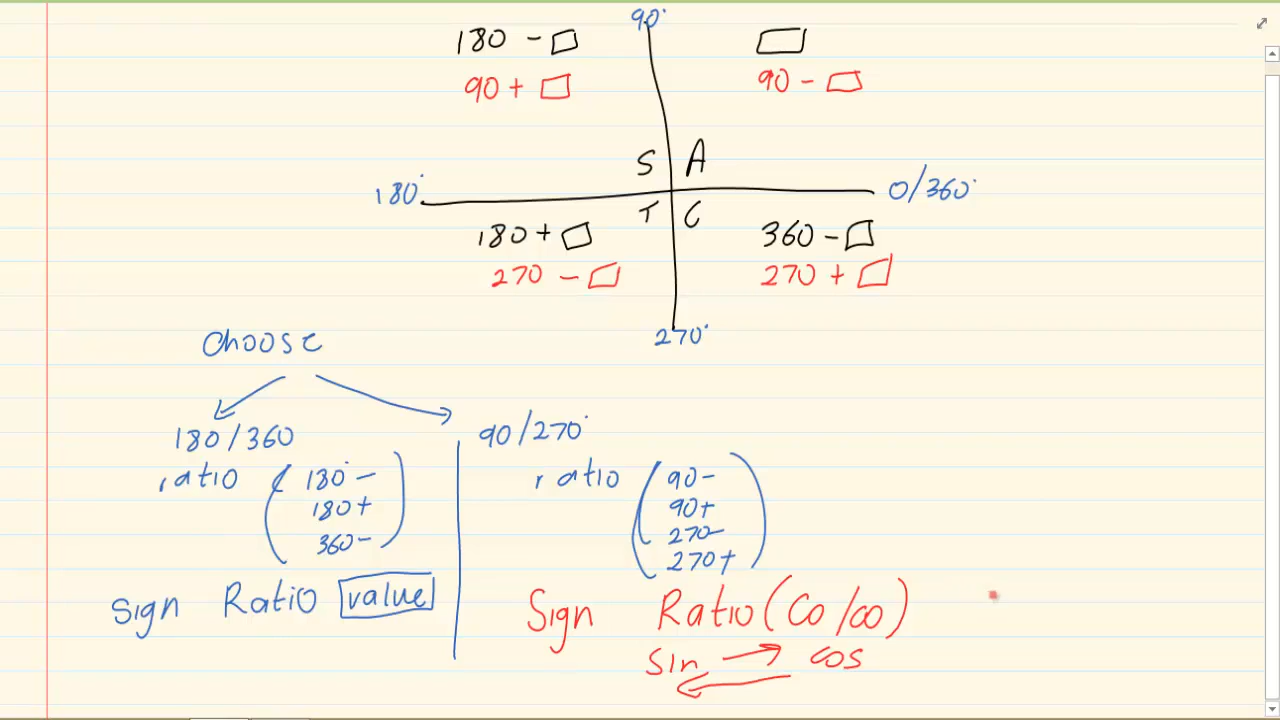 90°
180 - □
□
90 + □
90 - □
S A
180°
0/360°
T C
180 + □
360 - □
270 - □
270 + □
270°
Choose
180/360
90/270°
ratio (180° -
180+
360-)
ratio (90-
90+
270-
270+)
Sign Ratio value
Sign Ratio (Co/co)
sin → cos
←